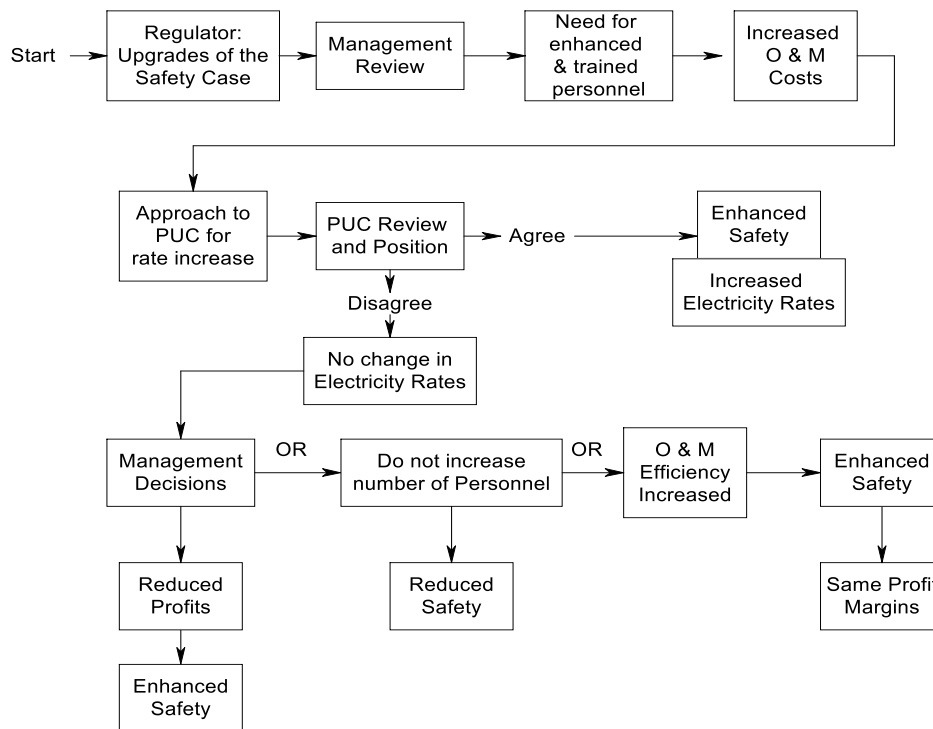 Start
Regulator:
Upgrades of the
Safety Case
Management
Review
Need for
enhanced
& trained
personnel
Increased
O & M
Costs
Approach to
PUC for
rate increase
PUC Review
and Position
Agree
Enhanced
Safety
Increased
Electricity Rates
Disagree
No change in
Electricity Rates
Management
Decisions
OR
Do not increase
number of Personnel
OR
O & M
Efficiency
Increased
Enhanced
Safety
Reduced
Profits
Reduced
Safety
Same Profit
Margins
Enhanced
Safety